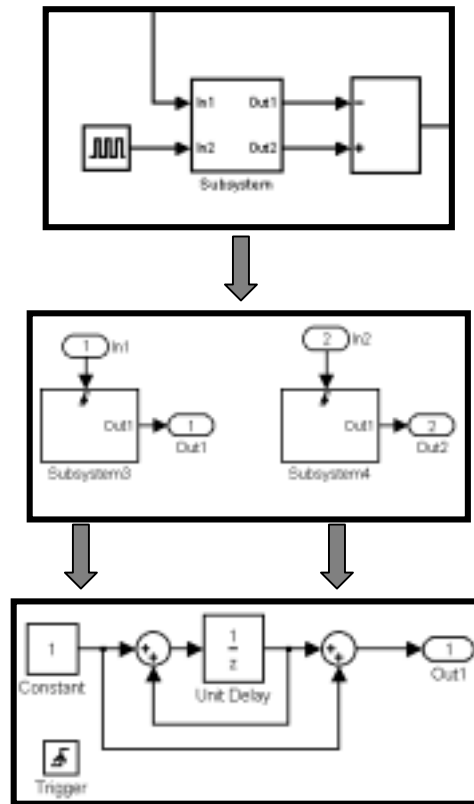 In1 Out1 −
In2 Out2 +
Subsystem
1 In1
2 In2
Out1 1
Out1
Out1 2
Out2
Subsystem3
Subsystem4
1
Constant
+
+
1
z
Unit Delay
+
+
1
Out1
Trigger